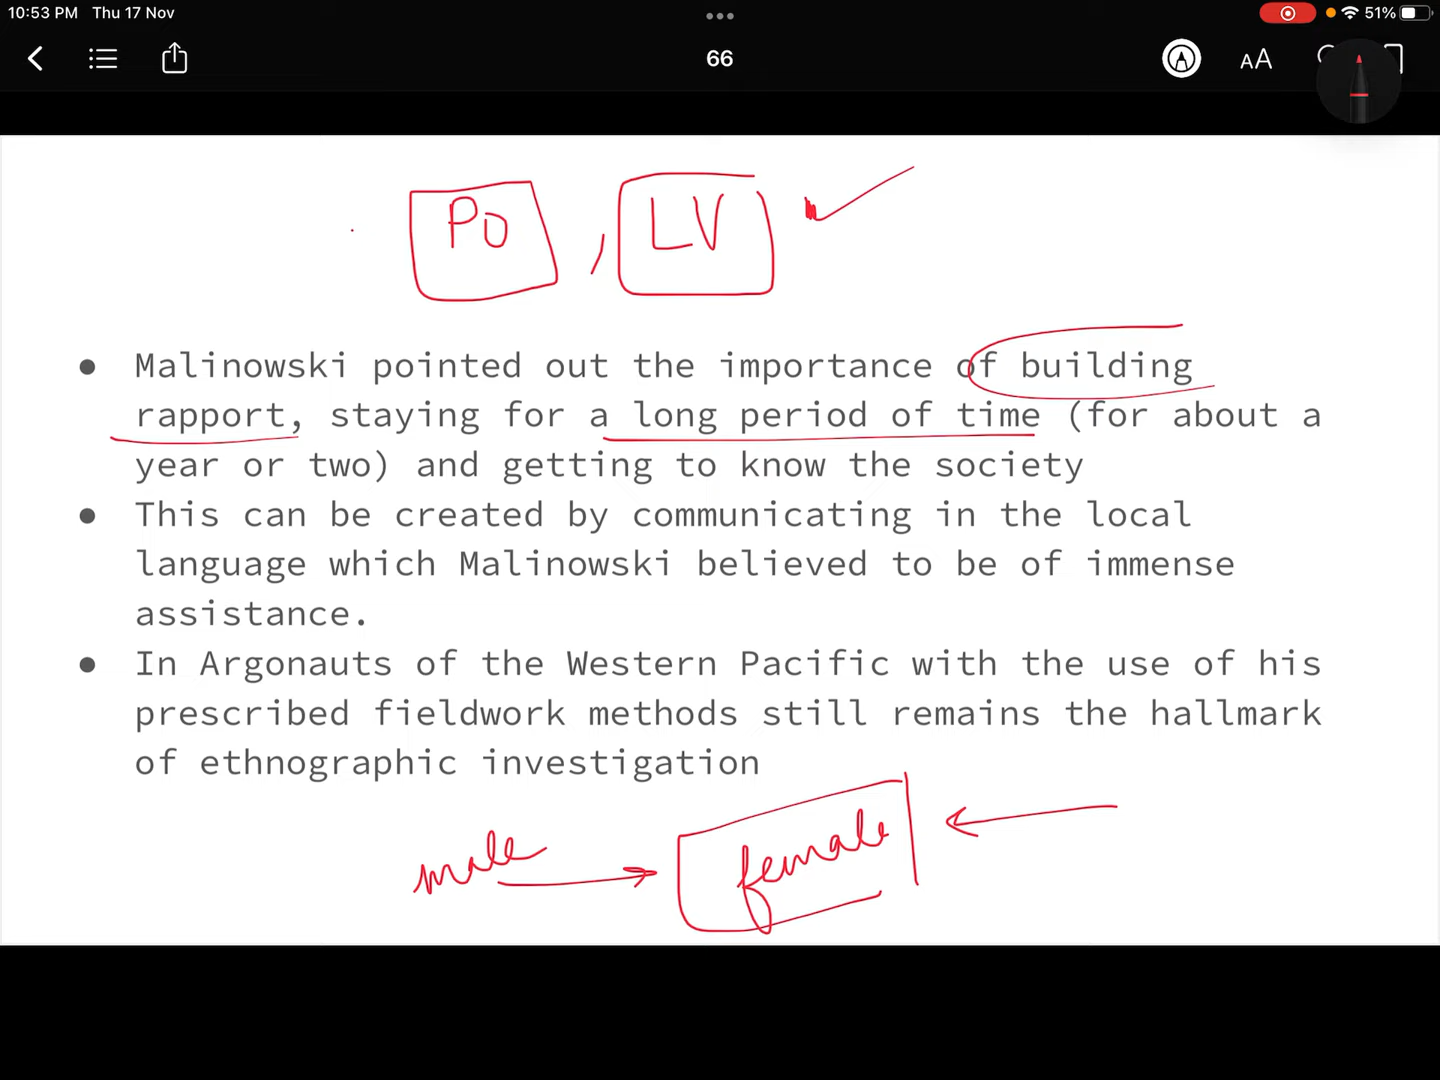 10:53 PM Thu 17 Nov
51%
66
AA
PO , LV
● Malinowski pointed out the importance of building
rapport, staying for a long period of time (for about a
year or two) and getting to know the society
● This can be created by communicating in the local
language which Malinowski believed to be of immense
assistance.
● In Argonauts of the Western Pacific with the use of his
prescribed fieldwork methods still remains the hallmark
of ethnographic investigation
male → female ←